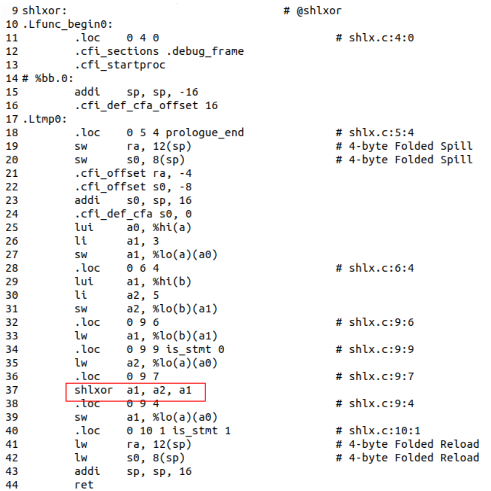 9 shlxor: # @shlxor
10 .Lfunc_begin0:
11 .loc 0 4 0 # shlx.c:4:0
12 .cfi_sections .debug_frame
13 .cfi_startproc
14 # %bb.0:
15 addi sp, sp, -16
16 .cfi_def_cfa_offset 16
17 .Ltmp0:
18 .loc 0 5 4 prologue_end # shlx.c:5:4
19 sw ra, 12(sp) # 4-byte Folded Spill
20 sw s0, 8(sp) # 4-byte Folded Spill
21 .cfi_offset ra, -4
22 .cfi_offset s0, -8
23 addi s0, sp, 16
24 .cfi_def_cfa s0, 0
25 lui a0, %hi(a)
26 li a1, 3
27 sw a1, %lo(a)(a0)
28 .loc 0 6 4 # shlx.c:6:4
29 lui a1, %hi(b)
30 li a2, 5
31 sw a2, %lo(b)(a1)
32 .loc 0 9 6 # shlx.c:9:6
33 lw a1, %lo(b)(a1)
34 .loc 0 9 9 is_stmt 0 # shlx.c:9:9
35 lw a2, %lo(a)(a0)
36 .loc 0 9 7 # shlx.c:9:7
37 shlxor a1, a2, a1
38 .loc 0 9 4 # shlx.c:9:4
39 sw a1, %lo(a)(a0)
40 .loc 0 10 1 is_stmt 1 # shlx.c:10:1
41 lw ra, 12(sp) # 4-byte Folded Reload
42 lw s0, 8(sp) # 4-byte Folded Reload
43 addi sp, sp, 16
44 ret